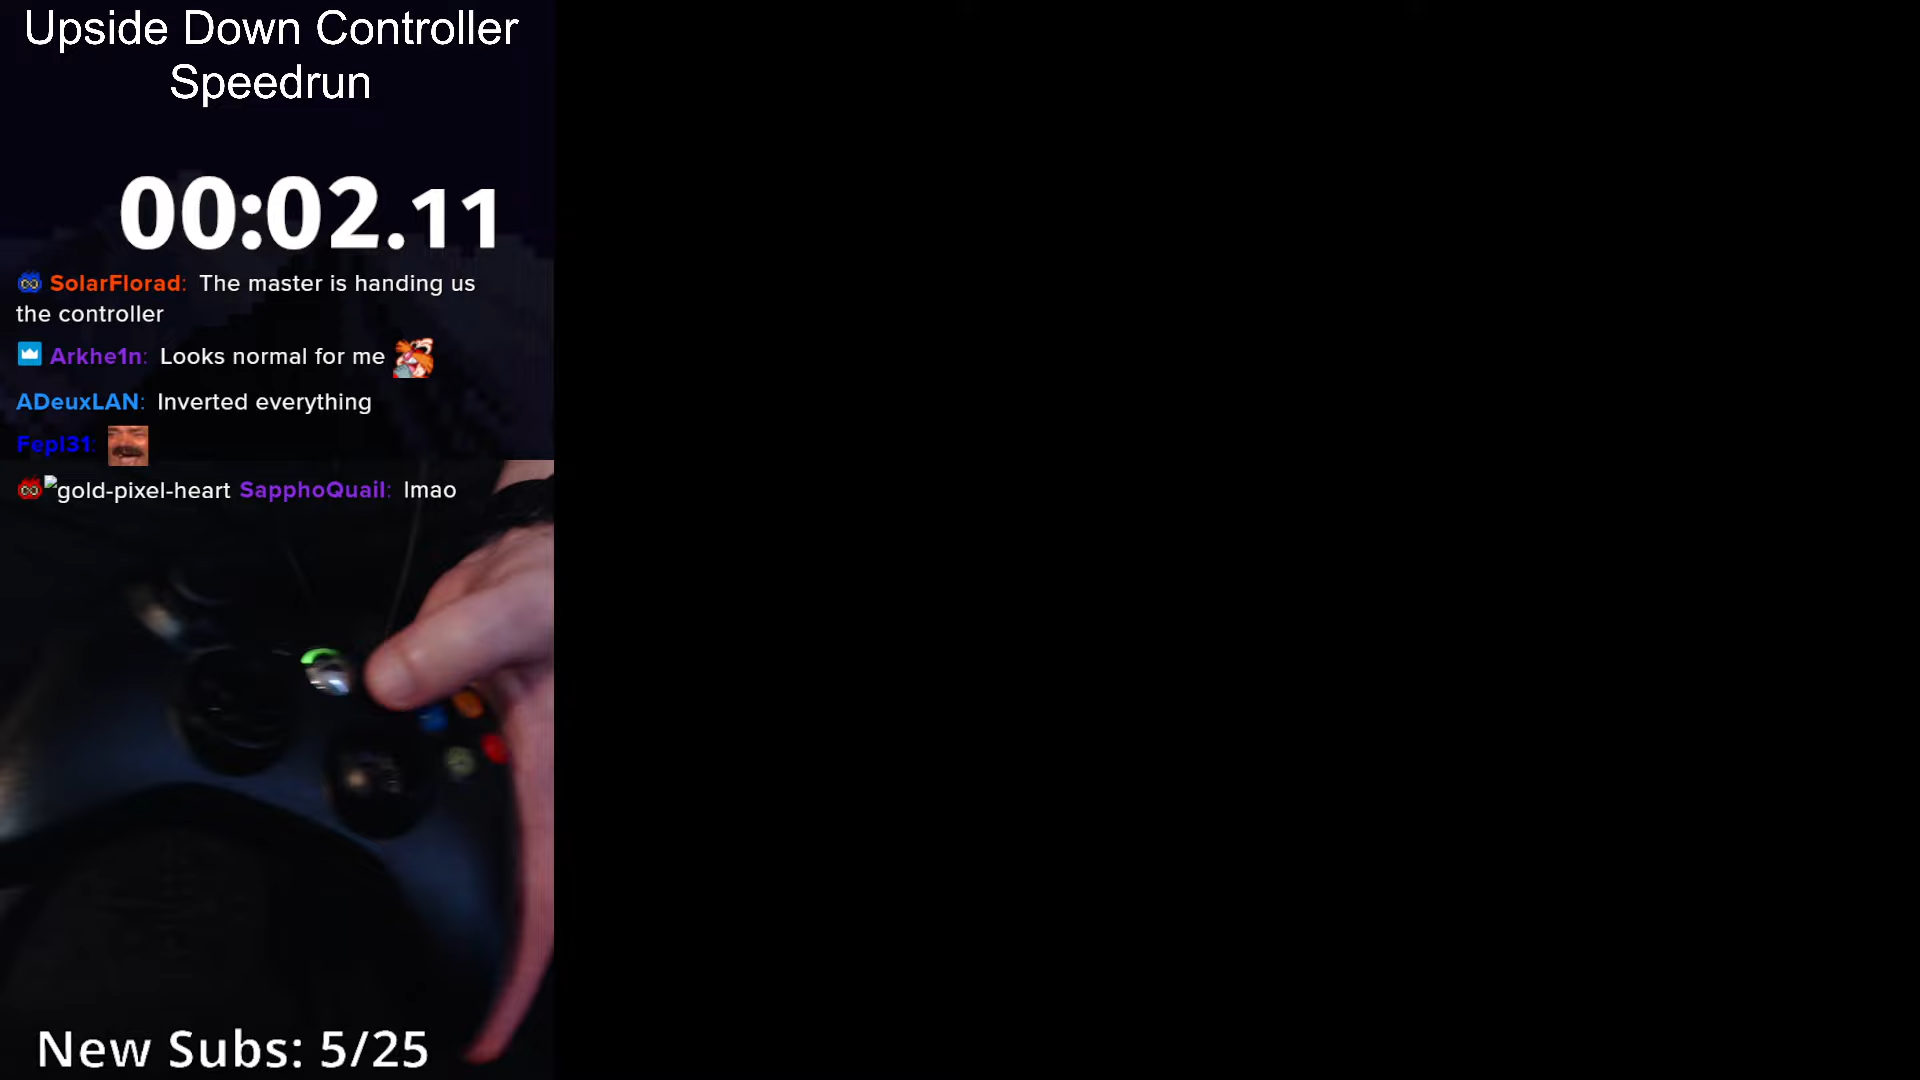 Upside Down Controller
Speedrun
00:02.11
SolarFlorad: The master is handing us
the controller
Arkhe1n: Looks normal for me
ADeuxLAN: Inverted everything
Fepl31:
gold-pixel-heart SapphoQuail: lmao
New Subs: 5/25